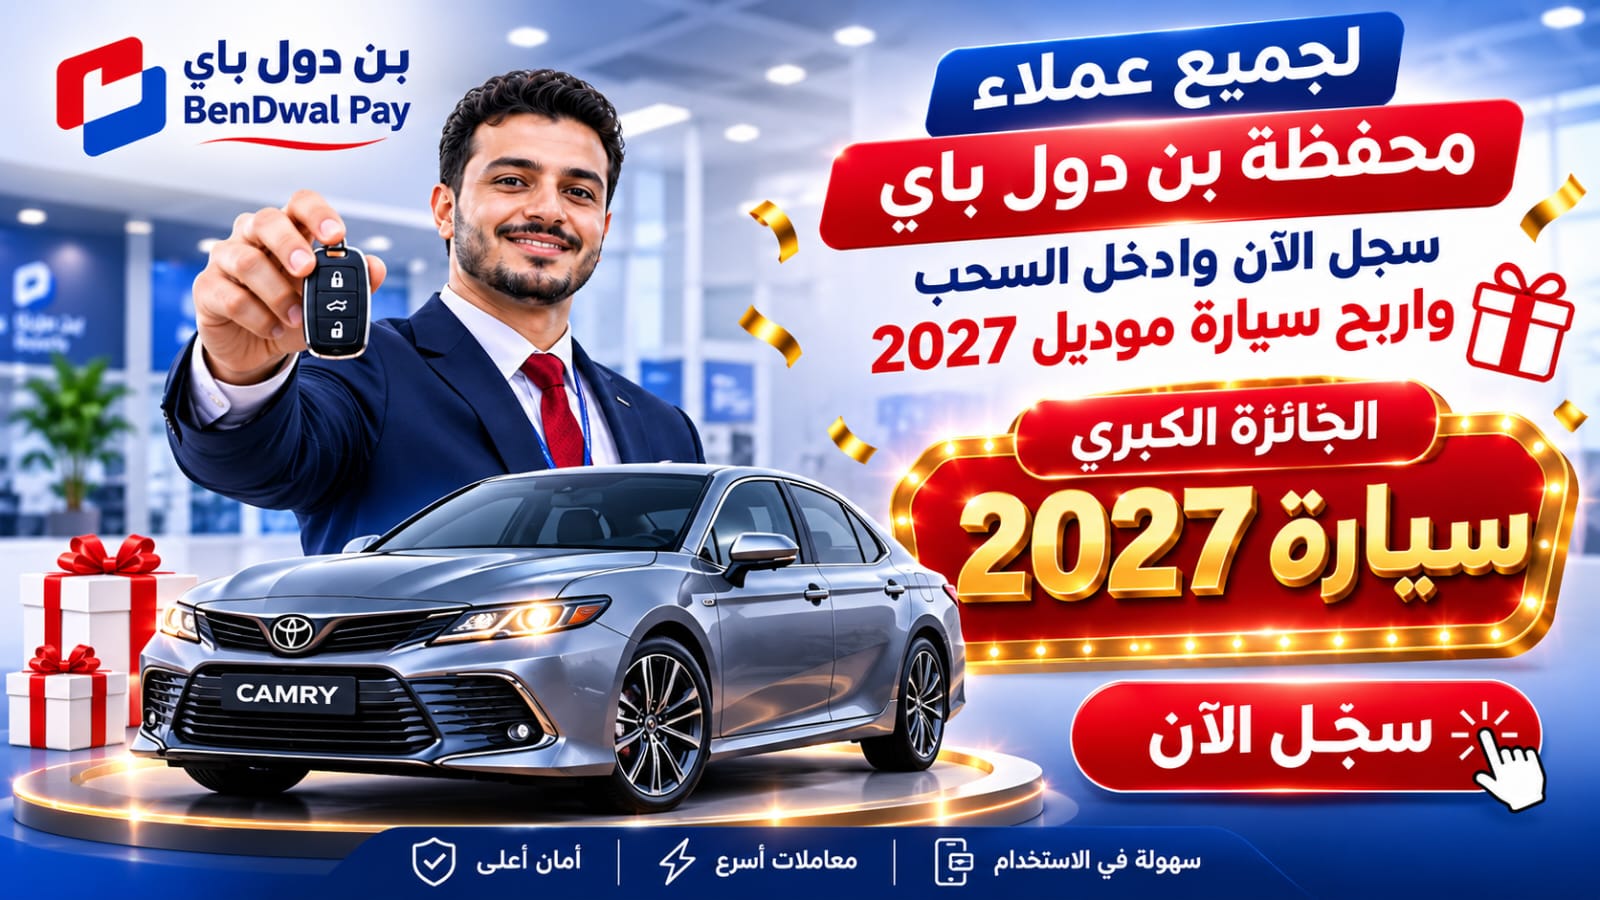 بن دول باي
BenDwal Pay
لجميع عملاء
محفظة بن دول باي
سجل الآن وادخل السحب
واربح سيارة موديل 2027
الجائزة الكبري
سيارة 2027
سجّل الآن
CAMRY
سهولة في الاستخدام
معاملات أسرع
أمان أعلى